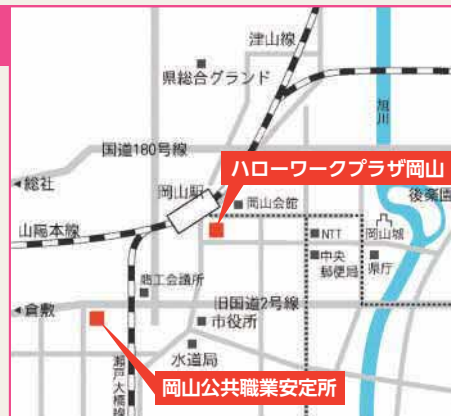 津山線
県総合グランド
旭川
国道180号線
ハローワークプラザ岡山
◀総社
岡山駅
岡山会館
後楽園
山陽本線
NTT
岡山城
中央
郵便局
県庁
商工会議所
◀倉敷
旧国道2号線
市役所
水道局
瀬戸大橋線
岡山公共職業安定所